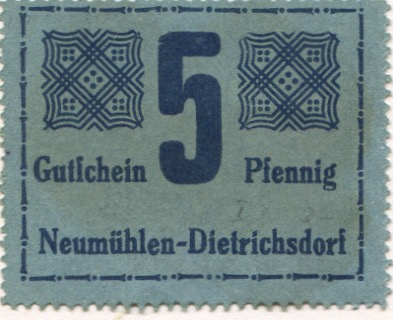 5
Gutſchein Pfennig
Neumühlen-Dietrichsdorf